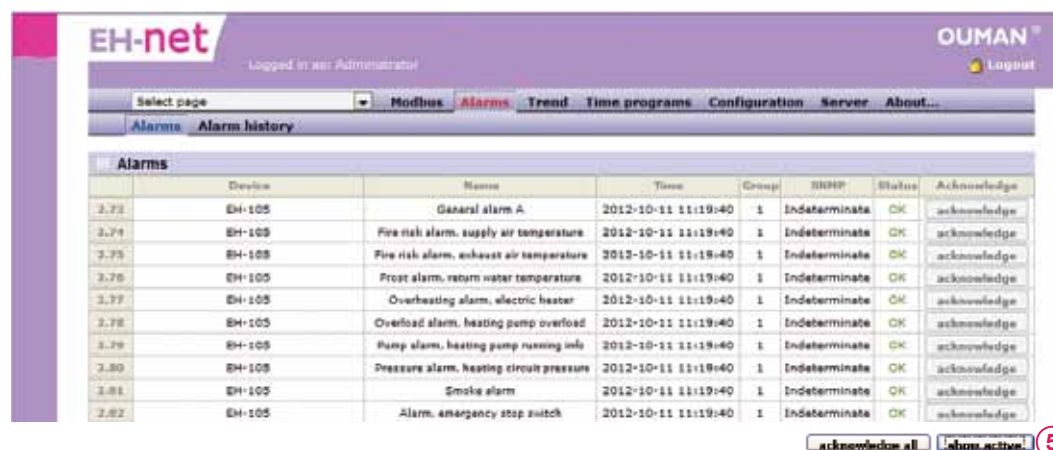 EH-net
OUMAN
Logged in as: Administrator
Logout
Select page Modbus Alarms Trend Time programs Configuration Server About...
Alarms Alarm history
Alarms
Device Name Time Group SNMP Status Acknowledge
2.73 EH-105 General alarm A 2012-10-11 11:19:40 1 Indeterminate OK acknowledge
2.74 EH-105 Fire risk alarm, supply air temperature 2012-10-11 11:19:40 1 Indeterminate OK acknowledge
2.75 EH-105 Fire risk alarm, exhaust air temperature 2012-10-11 11:19:40 1 Indeterminate OK acknowledge
2.76 EH-105 Frost alarm, return water temperature 2012-10-11 11:19:40 1 Indeterminate OK acknowledge
2.77 EH-105 Overheating alarm, electric heater 2012-10-11 11:19:40 1 Indeterminate OK acknowledge
2.78 EH-105 Overload alarm, heating pump overload 2012-10-11 11:19:40 1 Indeterminate OK acknowledge
2.79 EH-105 Pump alarm, heating pump running info 2012-10-11 11:19:40 1 Indeterminate OK acknowledge
2.80 EH-105 Pressure alarm, heating circuit pressure 2012-10-11 11:19:40 1 Indeterminate OK acknowledge
2.81 EH-105 Smoke alarm 2012-10-11 11:19:40 1 Indeterminate OK acknowledge
2.82 EH-105 Alarm, emergency stop switch 2012-10-11 11:19:40 1 Indeterminate OK acknowledge
acknowledge all show active 5